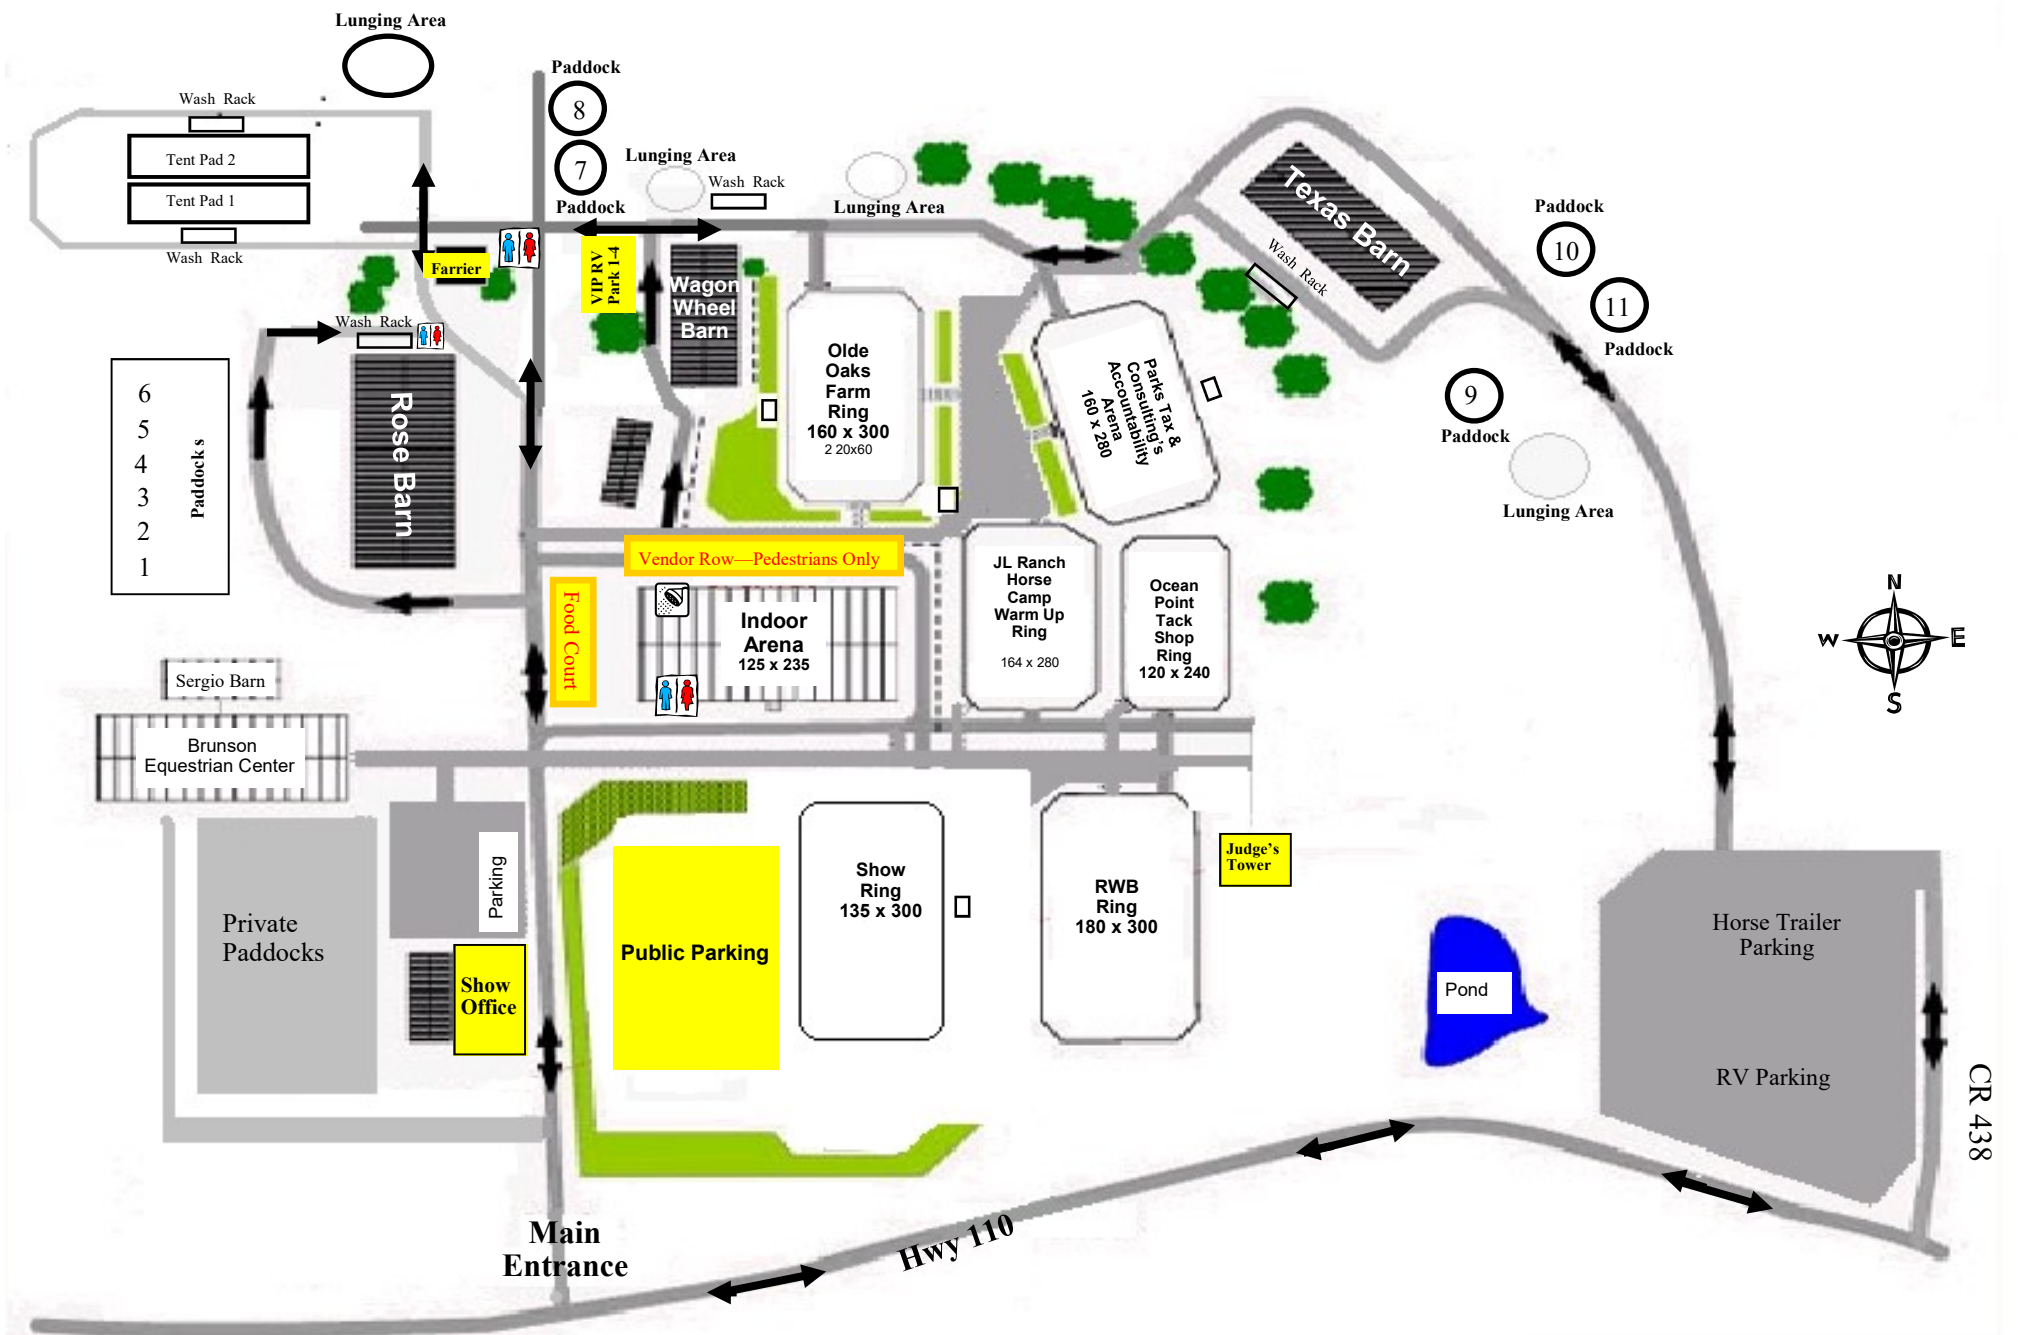 Lunging Area
Wash Rack
Tent Pad 2
Tent Pad 1
Wash Rack
Paddock
8
7
Paddock
Lunging Area
Wash Rack
Lunging Area
Farrier
VIP RV
Park 1-4
Wagon
Wheel
Barn
Texas Barn
Wash Rack
Paddock
10
11
Paddock
9
Paddock
Lunging Area
Wash Rack
Rose Barn
6
5
4
3
2
1
Paddocks
Olde
Oaks
Farm
Ring
160 x 300
2 20x60
Parks Tax &
Consulting's
Accountability
Arena
160 x 280
Vendor Row—Pedestrians Only
Food Court
Indoor
Arena
125 x 235
JL Ranch
Horse
Camp
Warm Up
Ring
164 x 280
Ocean
Point
Tack
Shop
Ring
120 x 240
N
W
E
S
Sergio Barn
Brunson
Equestrian Center
Parking
Private
Paddocks
Show
Office
Public Parking
Show
Ring
135 x 300
RWB
Ring
180 x 300
Judge's
Tower
Pond
Horse Trailer
Parking
RV Parking
CR 438
Main
Entrance
Hwy 110